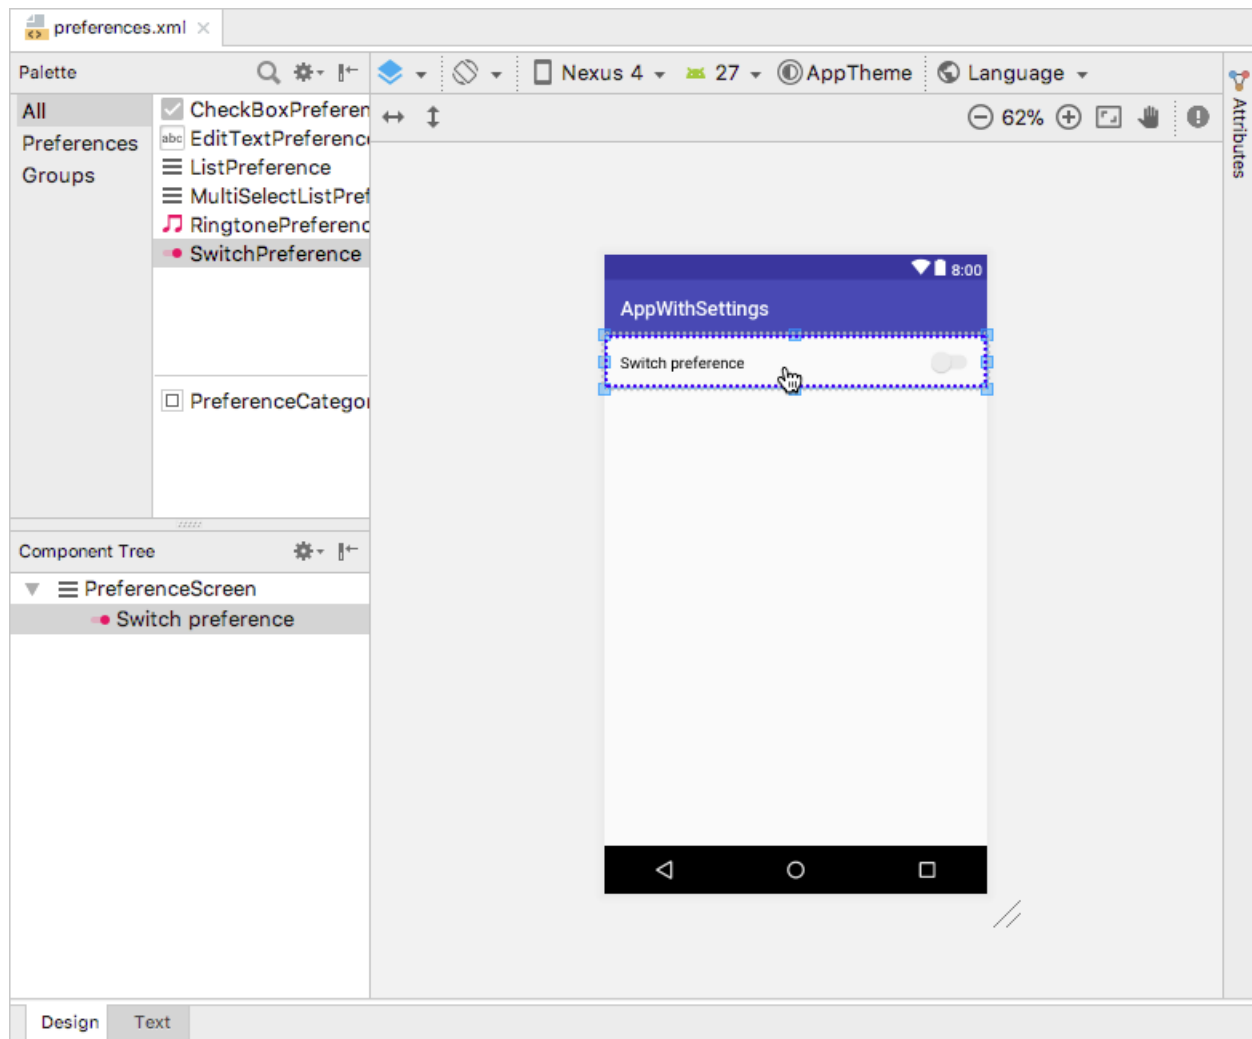 preferences.xml
Palette
Nexus 4
27
AppTheme
Language
All
Preferences
Groups
CheckBoxPreferen
abc
EditTextPreferenc
ListPreference
MultiSelectListPref
RingtonePreferenc
SwitchPreference
PreferenceCategor
62%
Attributes
8:00
AppWithSettings
Switch preference
Component Tree
PreferenceScreen
Switch preference
Design
Text